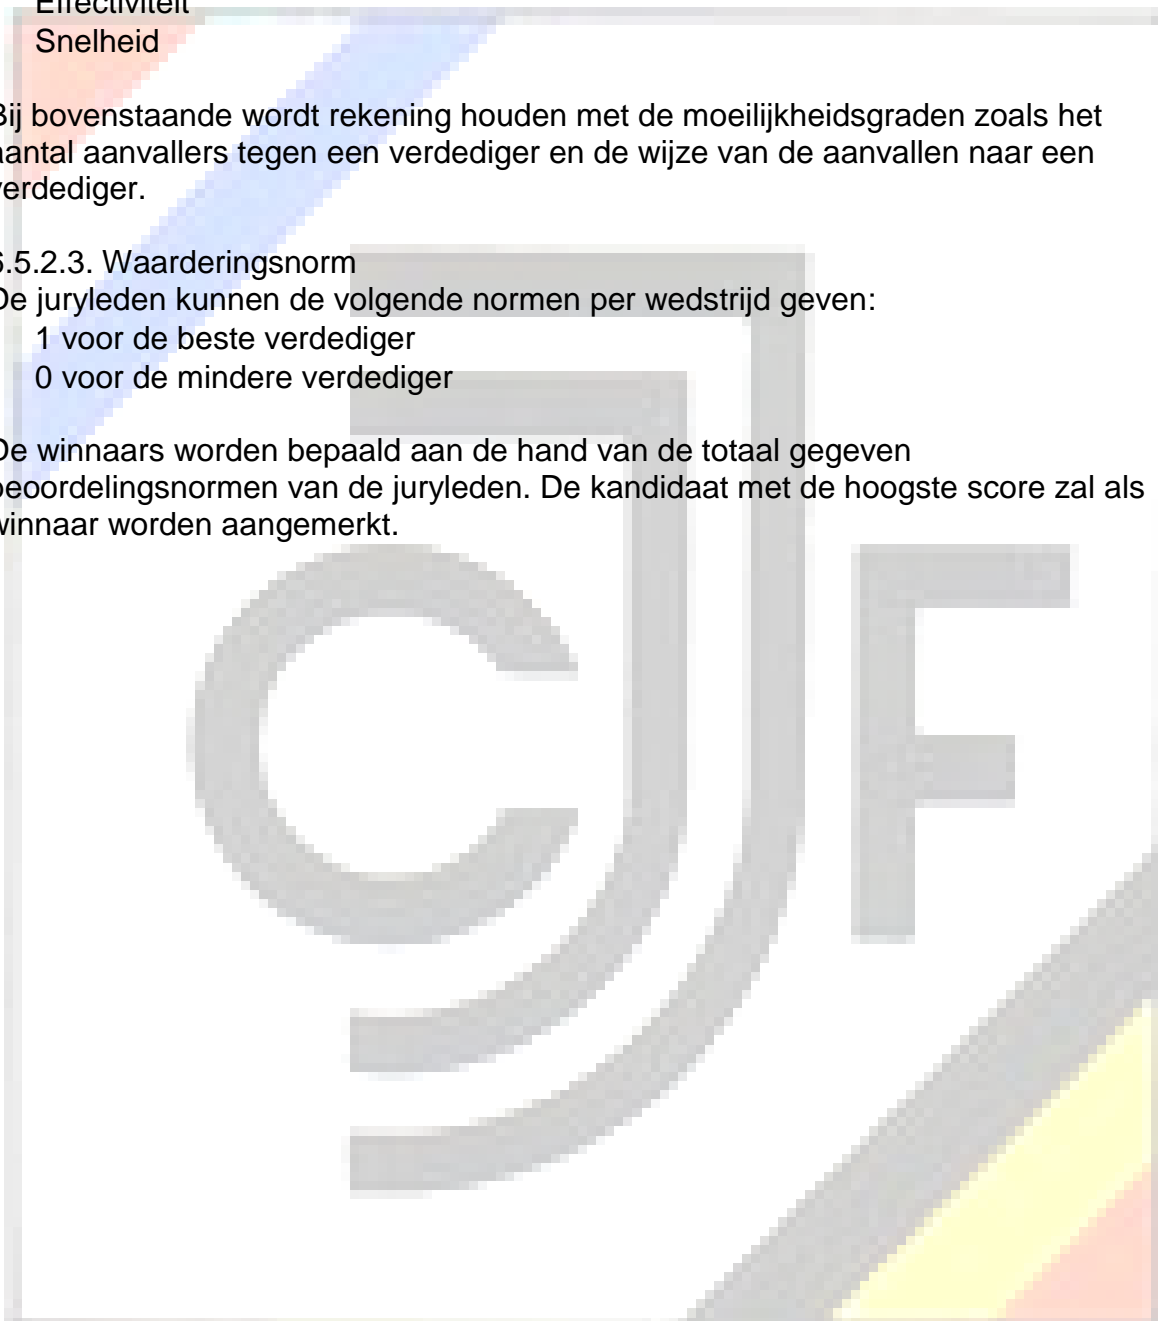 Effectiviteit
Snelheid
Bij bovenstaande wordt rekening houden met de moeilijkheidsgraden zoals het
aantal aanvallers tegen een verdediger en de wijze van de aanvallen naar een
verdediger.
6.5.2.3. Waarderingsnorm
De juryleden kunnen de volgende normen per wedstrijd geven:
1 voor de beste verdediger
0 voor de mindere verdediger
De winnaars worden bepaald aan de hand van de totaal gegeven
beoordelingsnormen van de juryleden. De kandidaat met de hoogste score zal als
winnaar worden aangemerkt.
CJJF